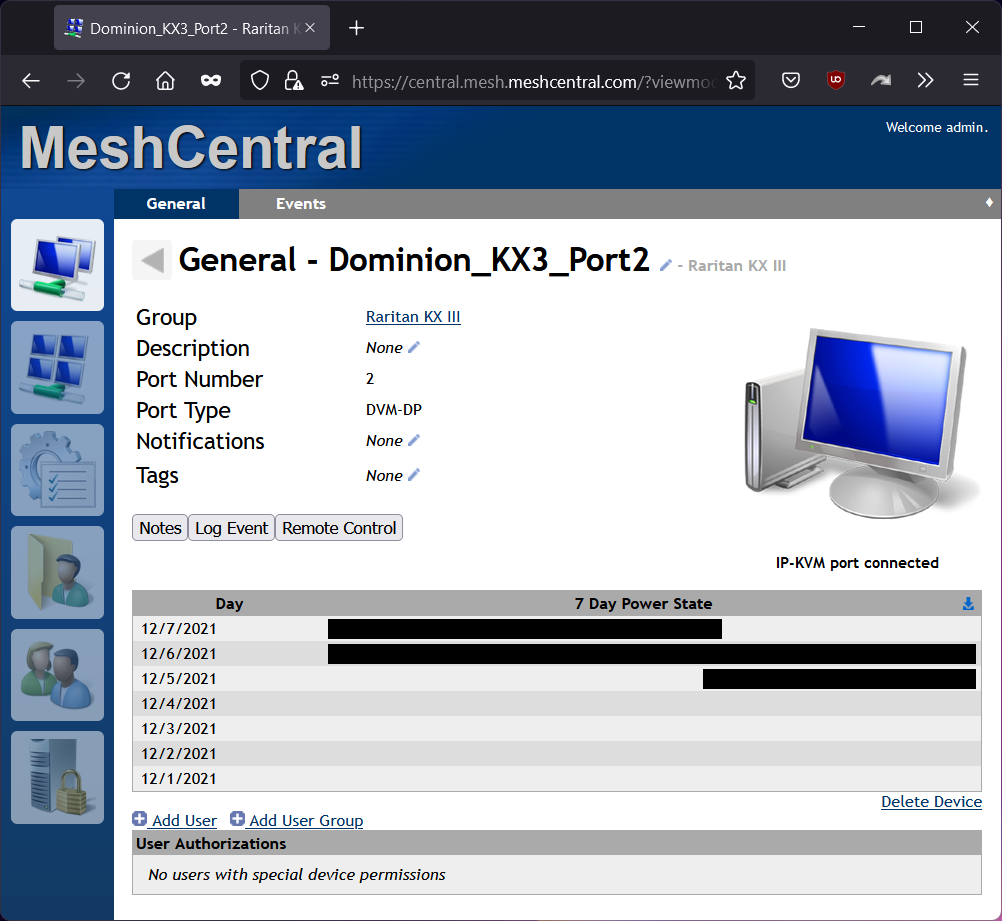 Dominion_KX3_Port2 - Raritan K
https://central.mesh.meshcentral.com/?viewmo
MeshCentral
Welcome admin.
General Events
General - Dominion_KX3_Port2 - Raritan KX III
Group Raritan KX III
Description None
Port Number 2
Port Type DVM-DP
Notifications None
Tags None
Notes Log Event Remote Control
IP-KVM port connected
Day 7 Day Power State
12/7/2021
12/6/2021
12/5/2021
12/4/2021
12/3/2021
12/2/2021
12/1/2021
Delete Device
Add User Add User Group
User Authorizations
No users with special device permissions